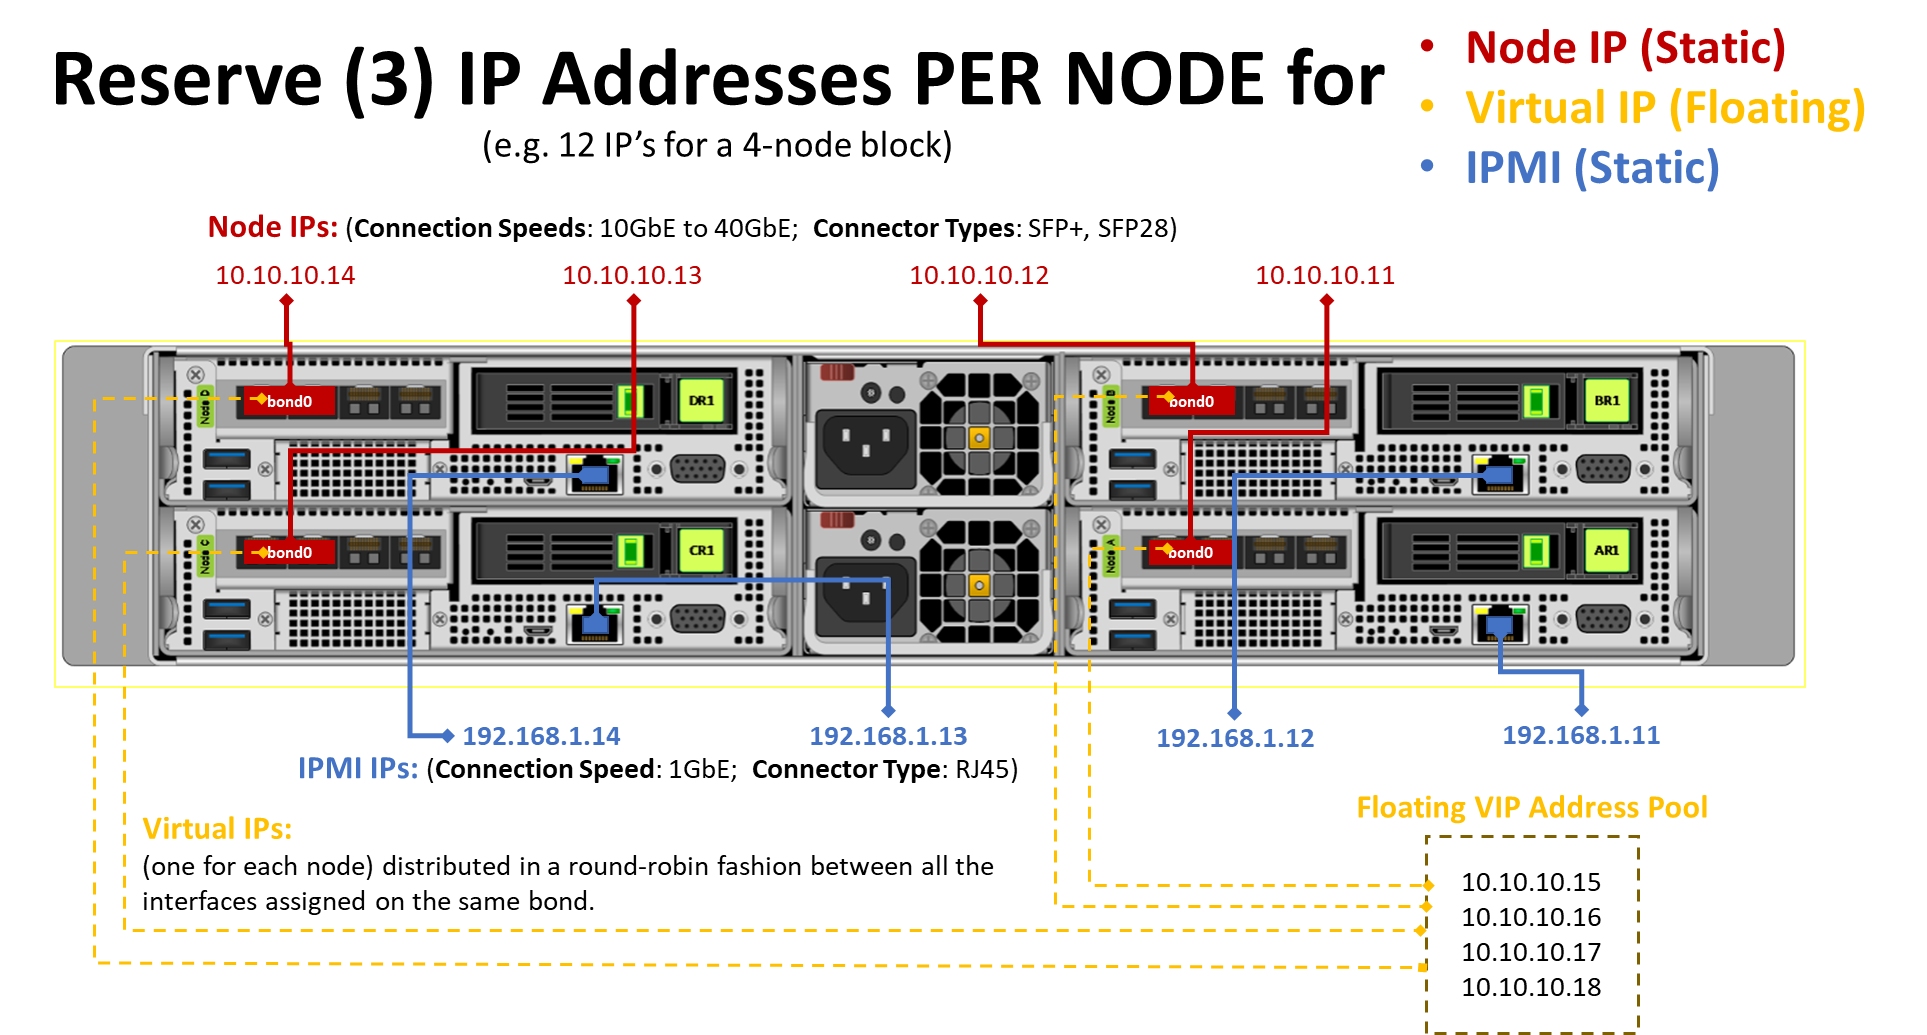 Reserve (3) IP Addresses PER NODE for
(e.g. 12 IP’s for a 4-node block)
• Node IP (Static)
• Virtual IP (Floating)
• IPMI (Static)
Node IPs: (Connection Speeds: 10GbE to 40GbE; Connector Types: SFP+, SFP28)
10.10.10.14
10.10.10.13
10.10.10.12
10.10.10.11
Node D
bond0
DR1
Node B
bond0
BR1
Node C
bond0
CR1
Node A
bond0
AR1
192.168.1.14
192.168.1.13
192.168.1.12
192.168.1.11
IPMI IPs: (Connection Speed: 1GbE; Connector Type: RJ45)
Virtual IPs:
(one for each node) distributed in a round-robin fashion between all the
interfaces assigned on the same bond.
Floating VIP Address Pool
10.10.10.15
10.10.10.16
10.10.10.17
10.10.10.18